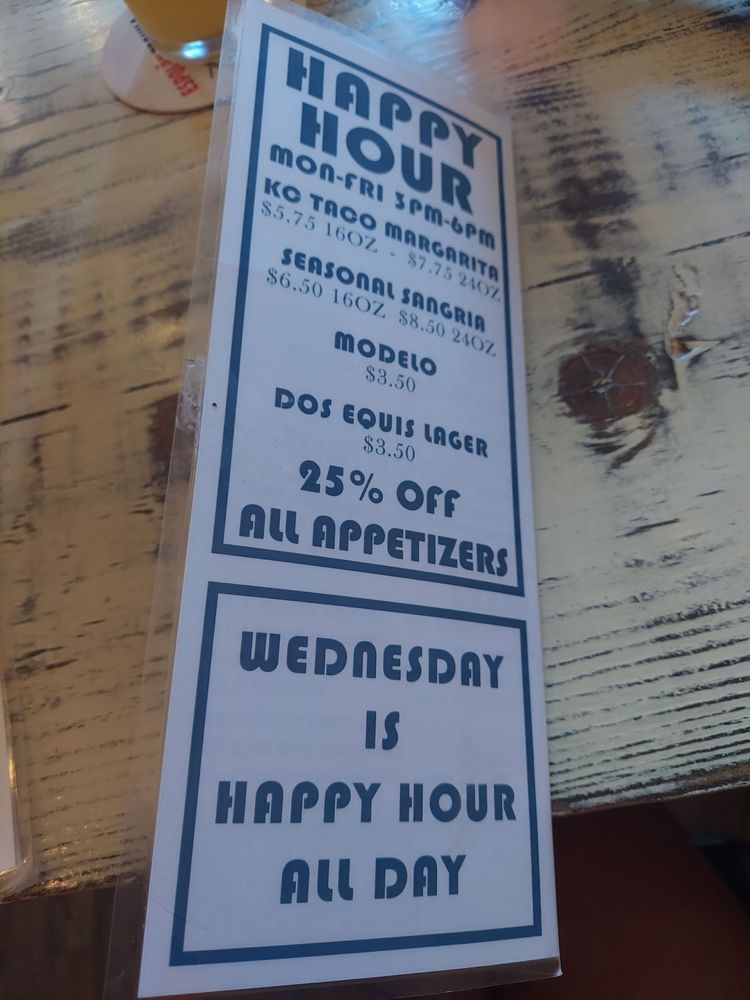 ESPOLÒN
HAPPY
HOUR
MON-FRI 3PM-6PM
KC TACO MARGARITA
$5.75 16OZ - $7.75 24OZ
SEASONAL SANGRIA
$6.50 16OZ $8.50 24OZ
MODELO
$3.50
DOS EQUIS LAGER
$3.50
25% OFF
ALL APPETIZERS
WEDNESDAY
IS
HAPPY HOUR
ALL DAY